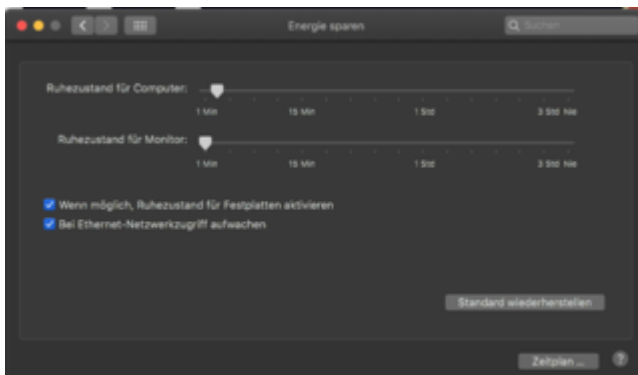 Energie sparen
Suchen
Ruhezustand für Computer:
1 Min 15 Min 1 Std 3 Std Nie
Ruhezustand für Monitor:
1 Min 15 Min 1 Std 3 Std Nie
Wenn möglich, Ruhezustand für Festplatten aktivieren
Bei Ethernet-Netzwerkzugriff aufwachen
Standard wiederherstellen
Zeitplan ...
?